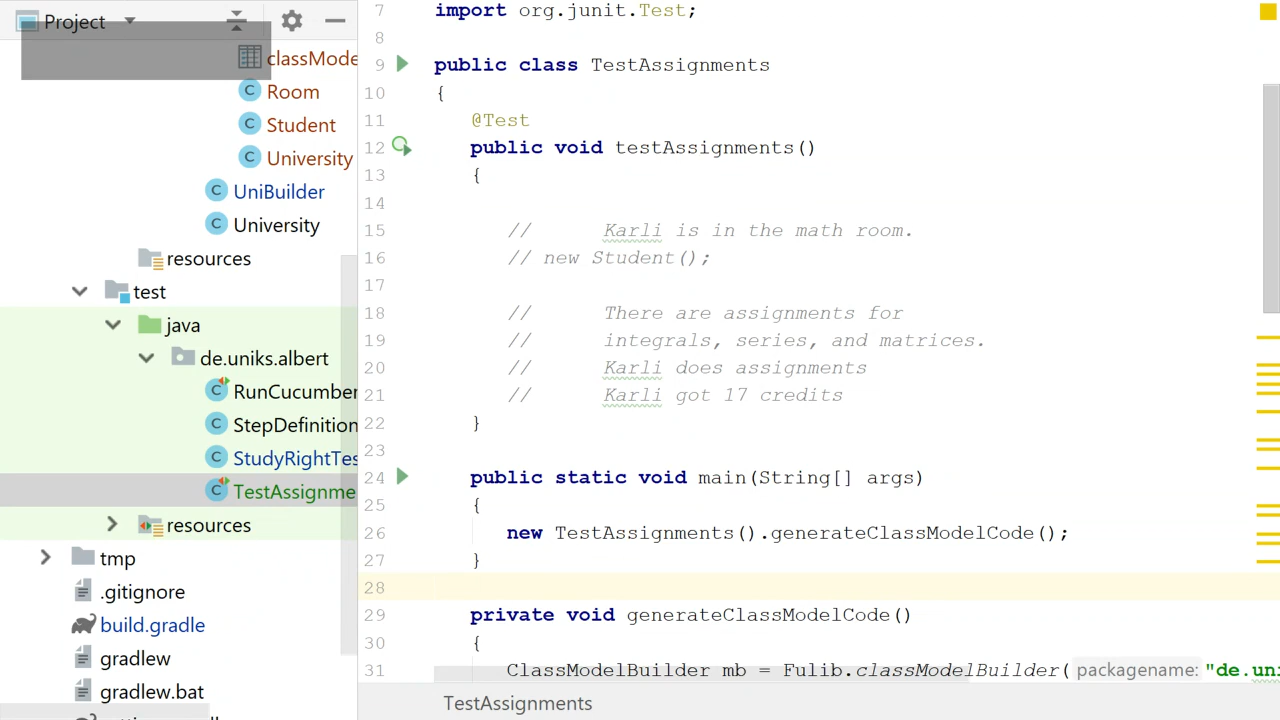 Project
classMode
Room
Student
University
UniBuilder
University
resources
test
java
de.uniks.albert
RunCucumber
StepDefinition
StudyRightTes
TestAssignme
resources
tmp
.gitignore
build.gradle
gradlew
gradlew.bat
7 import org.junit.Test;
8
9 public class TestAssignments
10 {
11 @Test
12 public void testAssignments()
13 {
14
15 // Karli is in the math room.
16 // new Student();
17
18 // There are assignments for
19 // integrals, series, and matrices.
20 // Karli does assignments
21 // Karli got 17 credits
22 }
23
24 public static void main(String[] args)
25 {
26 new TestAssignments().generateClassModelCode();
27 }
28
29 private void generateClassModelCode()
30 {
31 ClassModelBuilder mb = Fulib.classModelBuilder( packagename: "de.uni
TestAssignments